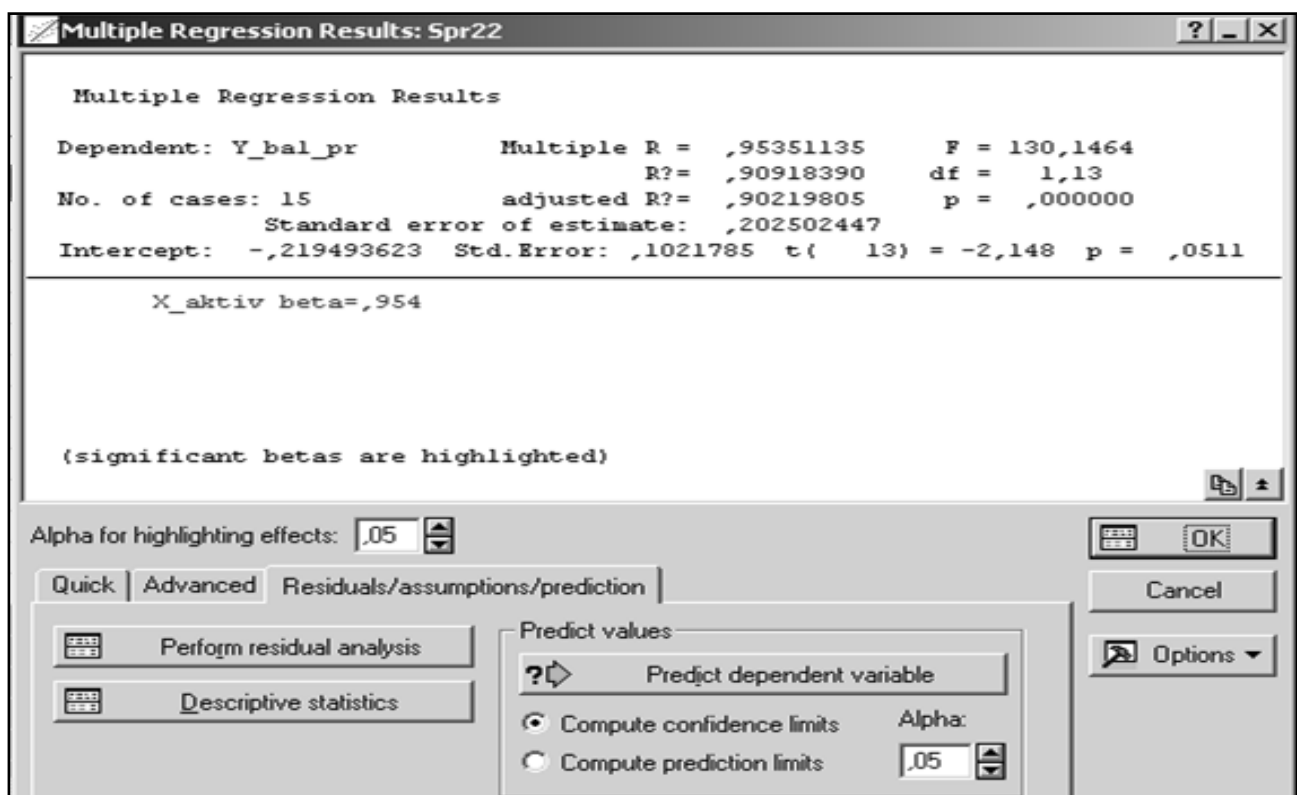 Multiple Regression Results: Spr22
Multiple Regression Results
Dependent: Y_bal_pr Multiple R = ,95351135 F = 130,1464
R?= ,90918390 df = 1,13
No. of cases: 15 adjusted R?= ,90219805 p = ,000000
Standard error of estimate: ,202502447
Intercept: -,219493623 Std.Error: ,1021785 t( 13) = -2,148 p = ,0511
X_aktiv beta=,954
(significant betas are highlighted)
Alpha for highlighting effects: ,05
OK
Quick Advanced Residuals/assumptions/prediction
Cancel
Perform residual analysis
Predict values
Options
? Predict dependent variable
Descriptive statistics
Compute confidence limits Alpha:
Compute prediction limits ,05